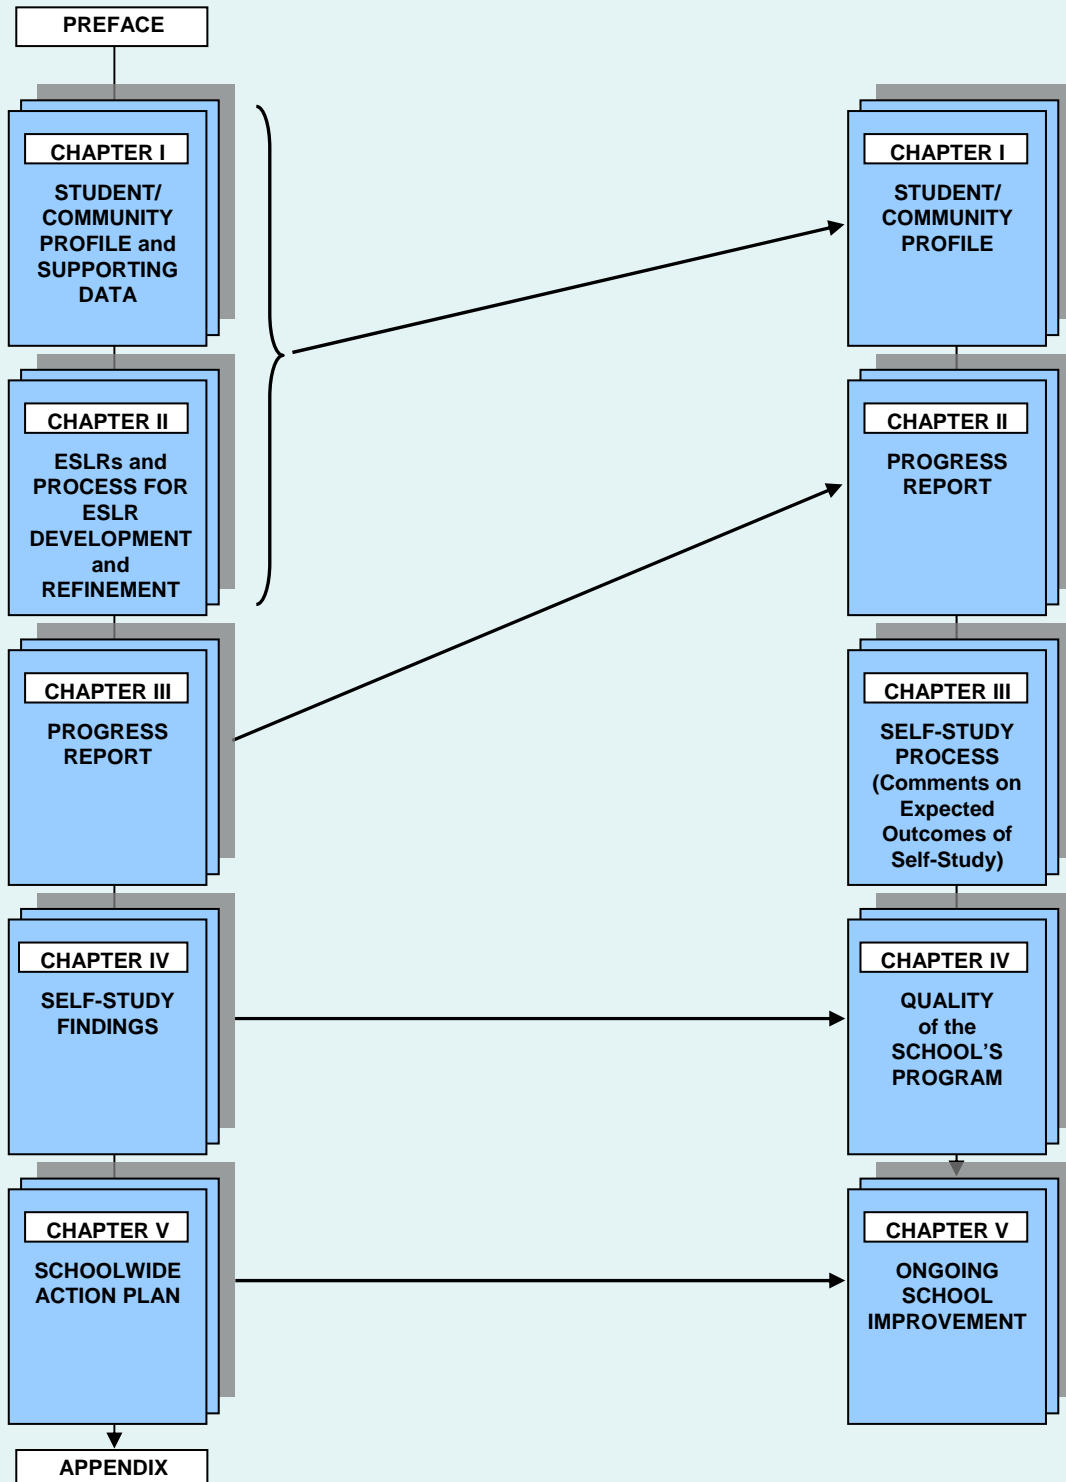 PREFACE
CHAPTER I
STUDENT/
COMMUNITY
PROFILE and
SUPPORTING
DATA
CHAPTER II
ESLRs and
PROCESS FOR
ESLR
DEVELOPMENT
and
REFINEMENT
CHAPTER III
PROGRESS
REPORT
CHAPTER IV
SELF-STUDY
FINDINGS
CHAPTER V
SCHOOLWIDE
ACTION PLAN
APPENDIX
CHAPTER I
STUDENT/
COMMUNITY
PROFILE
CHAPTER II
PROGRESS
REPORT
CHAPTER III
SELF-STUDY
PROCESS
(Comments on
Expected
Outcomes of
Self-Study)
CHAPTER IV
QUALITY
of the
SCHOOL’S
PROGRAM
CHAPTER V
ONGOING
SCHOOL
IMPROVEMENT